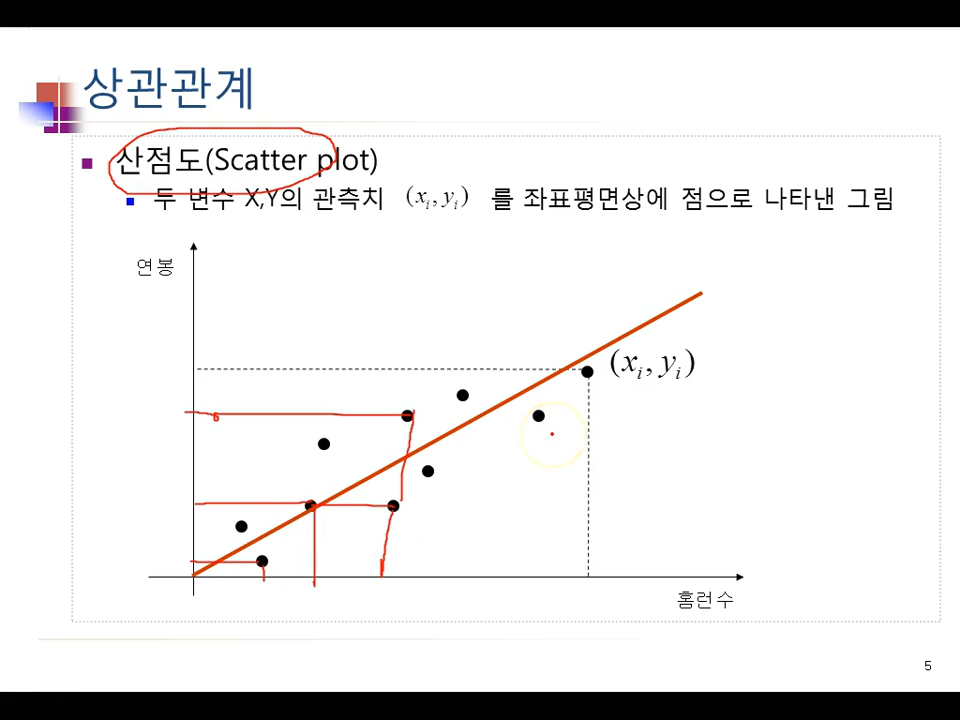 상관관계
산점도(Scatter plot)
두 변수 X,Y의 관측치 (xᵢ, yᵢ) 를 좌표평면상에 점으로 나타낸 그림
연봉
(xᵢ, yᵢ)
홈런수
5